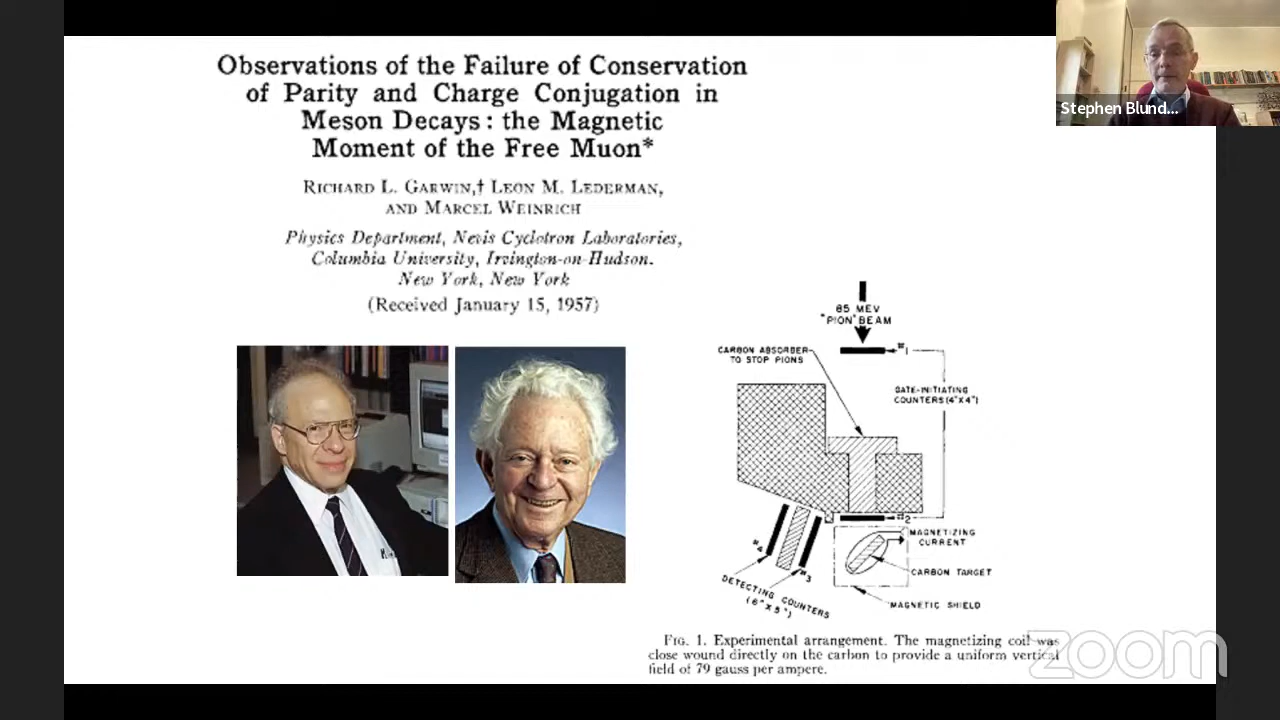 Observations of the Failure of Conservation
of Parity and Charge Conjugation in
Meson Decays: the Magnetic
Moment of the Free Muon*
RICHARD L. GARWIN,† LEON M. LEDERMAN,
AND MARCEL WEINRICH
Physics Department, Nevis Cyclotron Laboratories,
Columbia University, Irvington-on-Hudson,
New York, New York
(Received January 15, 1957)
Stephen Blund...
85 MEV
"PION" BEAM
CARBON ABSORBER
TO STOP PIONS
#1
GATE-INITIATING
COUNTERS (4"X4")
#2
MAGNETIZING
CURRENT
CARBON TARGET
MAGNETIC SHIELD
#4
#3
DETECTING COUNTERS
(6"X5")
FIG. 1. Experimental arrangement. The magnetizing coil was
close wound directly on the carbon to provide a uniform vertical
field of 79 gauss per ampere.
zoom